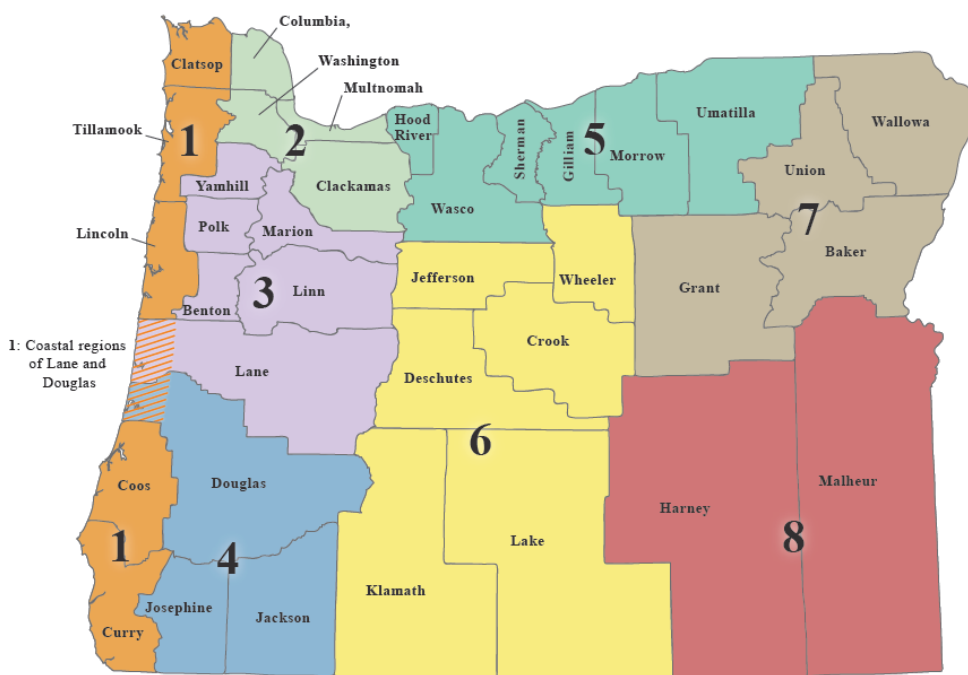 Columbia,
Clatsop
Washington
Multnomah
Tillamook
1
2
Hood
River
Sherman
Gilliam
5
Morrow
Umatilla
Wallowa
Union
Yamhill
Clackamas
Wasco
7
Polk
Marion
Lincoln
Baker
Jefferson
Wheeler
Grant
3
Linn
Benton
1: Coastal regions
of Lane and
Douglas
Lane
Deschutes
Crook
6
Coos
Douglas
Malheur
Harney
1
4
Lake
8
Klamath
Josephine
Jackson
Curry